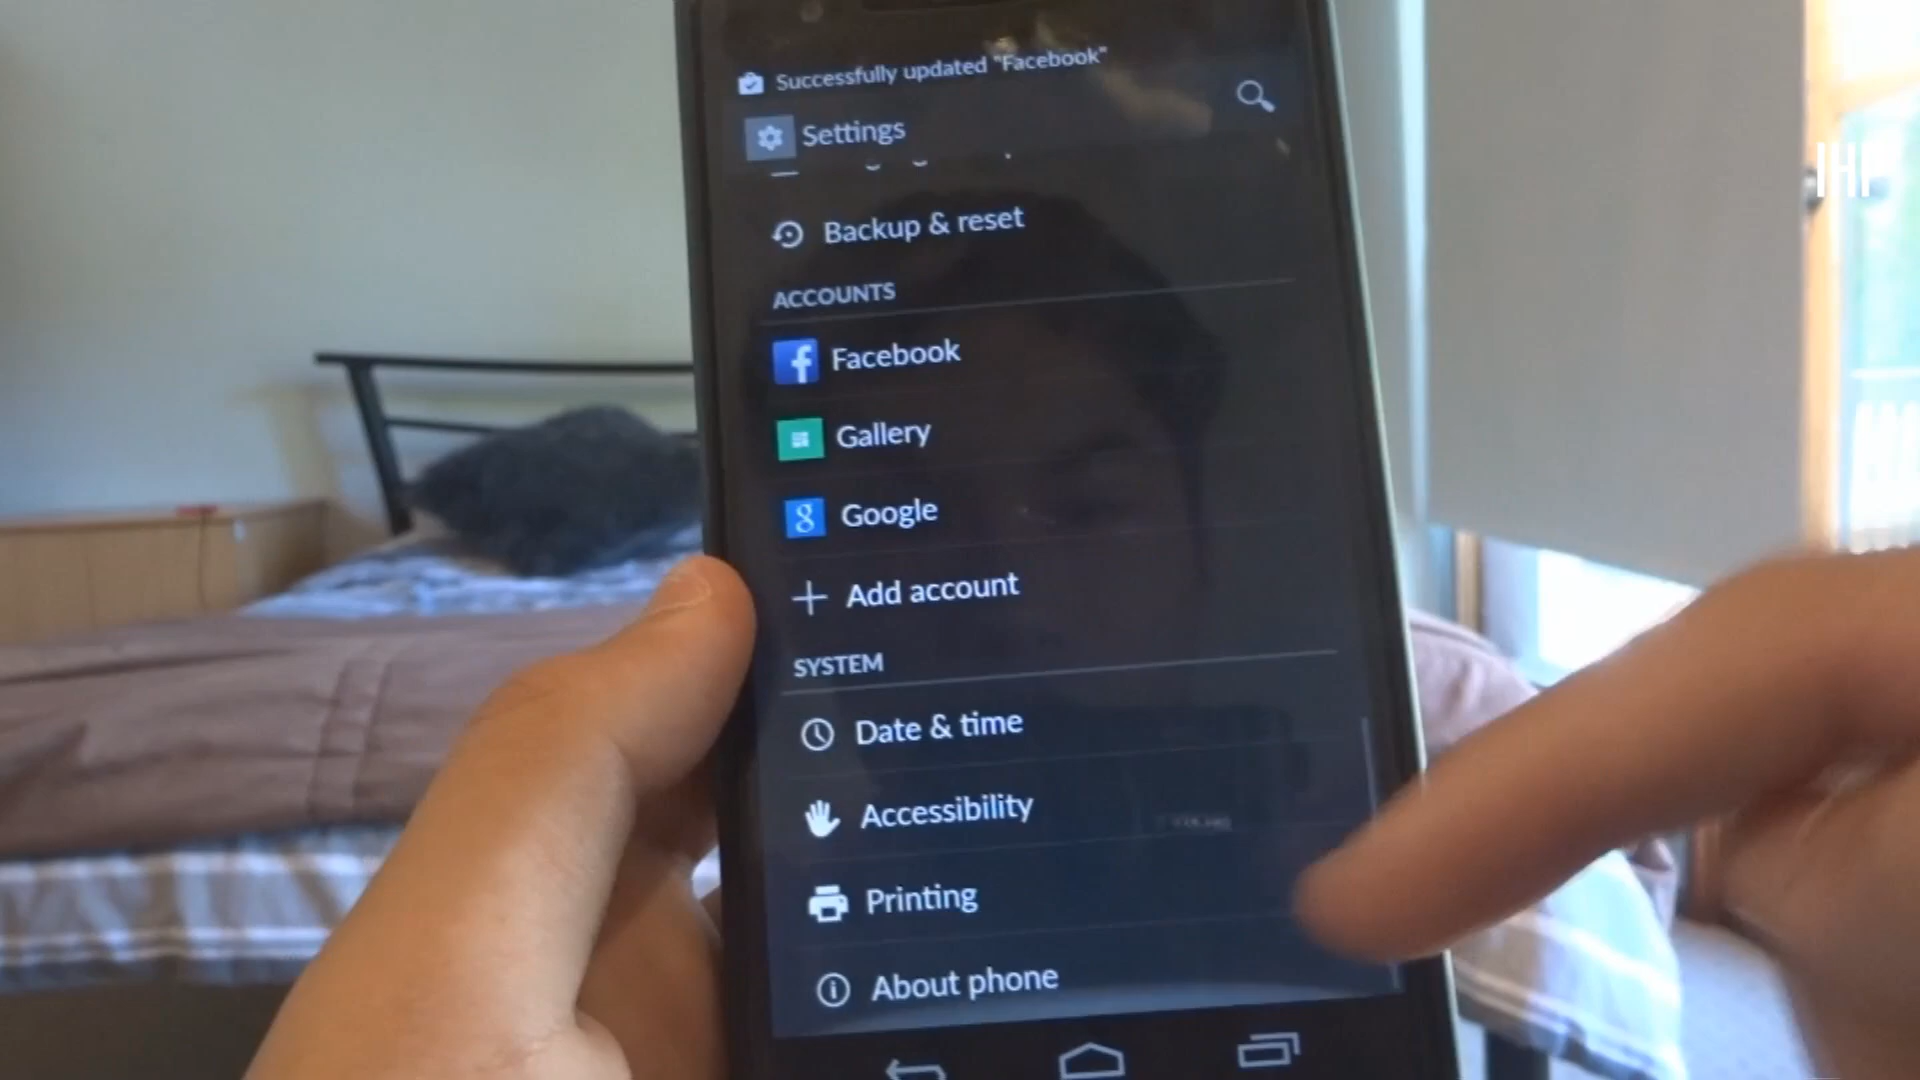 Successfully updated "Facebook"
Settings
Backup & reset
ACCOUNTS
Facebook
Gallery
Google
Add account
SYSTEM
Date & time
Accessibility
Printing
About phone